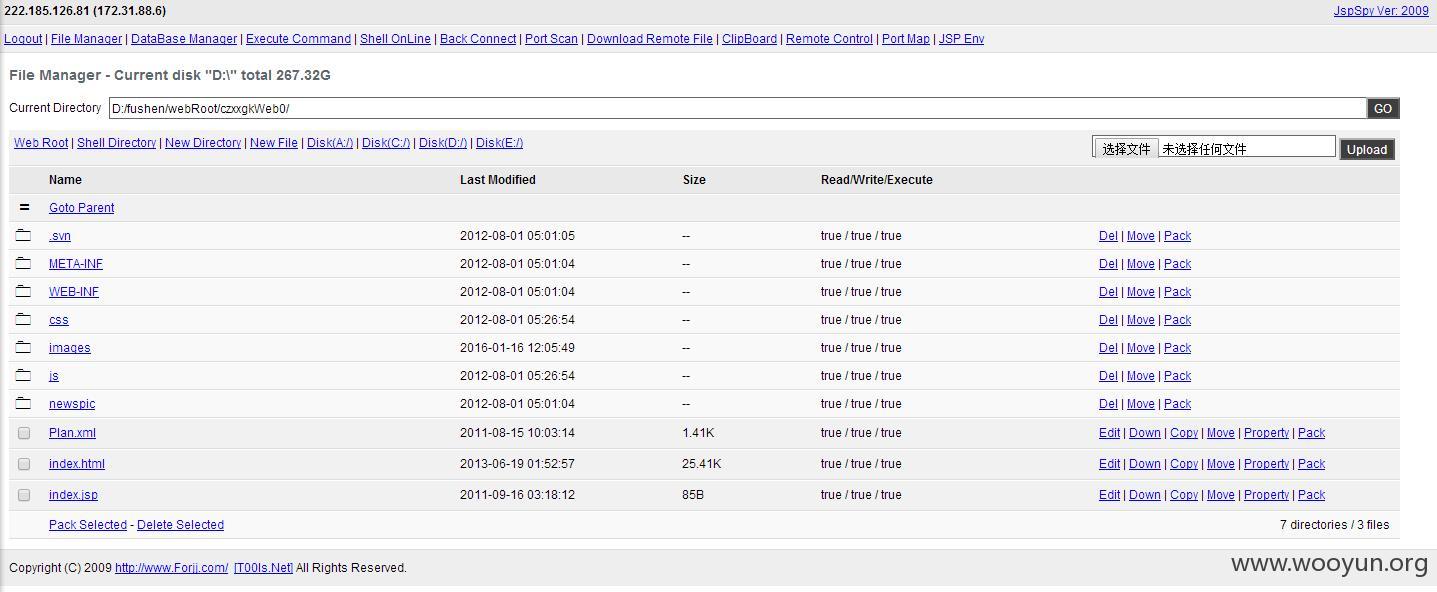 222.185.126.81 (172.31.88.6) JspSpy Ver: 2009
Logout | File Manager | DataBase Manager | Execute Command | Shell OnLine | Back Connect | Port Scan | Download Remote File | ClipBoard | Remote Control | Port Map | JSP Env
File Manager - Current disk "D:\" total 267.32G
Current Directory D:/fushen/webRoot/czxxgkWeb0/ GO
Web Root | Shell Directory | New Directory | New File | Disk(A:/) | Disk(C:/) | Disk(D:/) | Disk(E:/) 选择文件 未选择任何文件 Upload
Name Last Modified Size Read/Write/Execute
= Goto Parent
.svn 2012-08-01 05:01:05 -- true / true / true Del | Move | Pack
META-INF 2012-08-01 05:01:04 -- true / true / true Del | Move | Pack
WEB-INF 2012-08-01 05:01:04 -- true / true / true Del | Move | Pack
css 2012-08-01 05:26:54 -- true / true / true Del | Move | Pack
images 2016-01-16 12:05:49 -- true / true / true Del | Move | Pack
js 2012-08-01 05:26:54 -- true / true / true Del | Move | Pack
newspic 2012-08-01 05:01:04 -- true / true / true Del | Move | Pack
Plan.xml 2011-08-15 10:03:14 1.41K true / true / true Edit | Down | Copy | Move | Property | Pack
index.html 2013-06-19 01:52:57 25.41K true / true / true Edit | Down | Copy | Move | Property | Pack
index.jsp 2011-09-16 03:18:12 85B true / true / true Edit | Down | Copy | Move | Property | Pack
Pack Selected - Delete Selected 7 directories / 3 files
Copyright (C) 2009 http://www.Forjj.com/ [T00ls.Net] All Rights Reserved.
www.wooyun.org